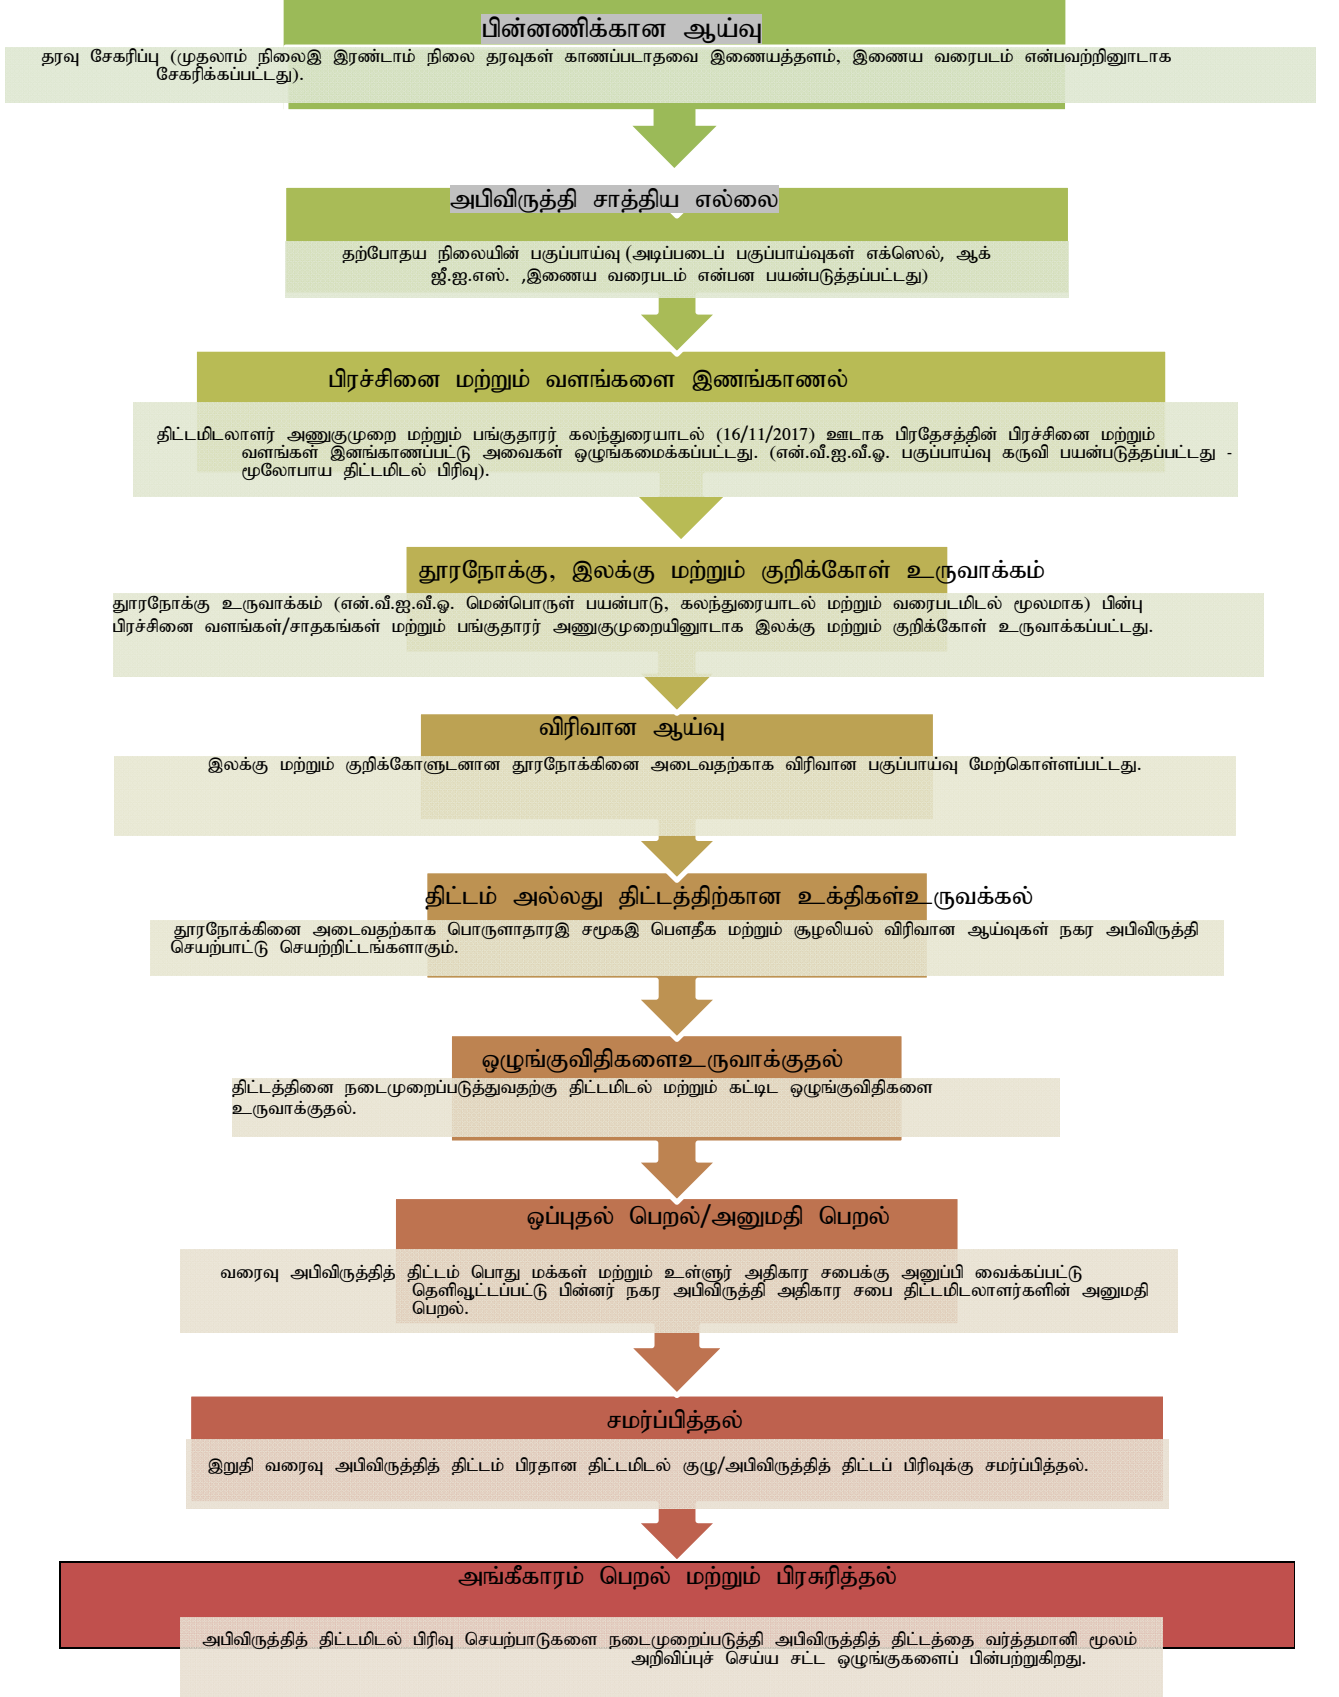 பின்னணிக்கான ஆய்வு
தரவு சேகரிப்பு (முதலாம் நிலைஇ இரண்டாம் நிலை தரவுகள் காணப்படாதவை இணையத்தளம், இணைய வரைபடம் என்பவற்றினுாடாக
சேகரிக்கப்பட்டது).
அபிவிருத்தி சாத்திய எல்லை
தற்போதய நிலையின் பகுப்பாய்வு (அடிப்படைப் பகுப்பாய்வுகள் எக்ஸெல், ஆக்
ஜீ.ஐ.எஸ். ,இணைய வரைபடம் என்பன பயன்படுத்தப்பட்டது)
பிரச்சினை மற்றும் வளங்களை இணங்காணல்
திட்டமிடலாளர் அணுகுமுறை மற்றும் பங்குதாரர் கலந்துரையாடல் (16/11/2017) ஊடாக பிரதேசத்தின் பிரச்சினை மற்றும்
வளங்கள் இனங்காணப்பட்டு அவைகள் ஒழுங்கமைக்கப்பட்டது. (என்.வீ.ஐ.வீ.ஓ. பகுப்பாய்வு கருவி பயன்படுத்தப்பட்டது -
மூலோபாய திட்டமிடல் பிரிவு).
தூரநோக்கு, இலக்கு மற்றும் குறிக்கோள் உருவாக்கம்
துாரநோக்கு உருவாக்கம் (என்.வீ.ஐ.வீ.ஓ. மென்பொருள் பயன்பாடு, கலந்துரையாடல் மற்றும் வரைபடமிடல் மூலமாக) பின்பு
பிரச்சினை வளங்கள்/சாதகங்கள் மற்றும் பங்குதாரர் அணுகுமுறையினுாடாக இலக்கு மற்றும் குறிக்கோள் உருவாக்கப்பட்டது.
விரிவான ஆய்வு
இலக்கு மற்றும் குறிக்கோளுடனான தூரநோக்கினை அடைவதற்காக விரிவான பகுப்பாய்வு மேற்கொள்ளப்பட்டது.
திட்டம் அல்லது திட்டத்திற்கான உக்திகள்உருவக்கல்
தூரநோக்கினை அடைவதற்காக பொருளாதாரஇ சமூகஇ பௌதீக மற்றும் சூழலியல் விரிவான ஆய்வுகள் நகர அபிவிருத்தி
செயற்பாட்டு செயற்றிட்டங்களாகும்.
ஒழுங்குவிதிகளைஉருவாக்குதல்
திட்டத்தினை நடைமுறைப்படுத்துவதற்கு திட்டமிடல் மற்றும் கட்டிட ஒழுங்குவிதிகளை
உருவாக்குதல்.
ஒப்புதல் பெறல்/அனுமதி பெறல்
வரைவு அபிவிருத்தித் திட்டம் பொது மக்கள் மற்றும் உள்ளுர் அதிகார சபைக்கு அனுப்பி வைக்கப்பட்டு
தெளிவூட்டப்பட்டு பின்னர் நகர அபிவிருத்தி அதிகார சபை திட்டமிடலாளர்களின் அனுமதி
பெறல்.
சமர்ப்பித்தல்
இறுதி வரைவு அபிவிருத்தித் திட்டம் பிரதான திட்டமிடல் குழு/அபிவிருத்தித் திட்டப் பிரிவுக்கு சமர்ப்பித்தல்.
அங்கீகாரம் பெறல் மற்றும் பிரசுரித்தல்
அபிவிருத்தித் திட்டமிடல் பிரிவு செயற்பாடுகளை நடைமுறைப்படுத்தி அபிவிருத்தித் திட்டத்தை வர்த்தமானி மூலம்
அறிவிப்புச் செய்ய சட்ட ஒழுங்குகளைப் பின்பற்றுகிறது.